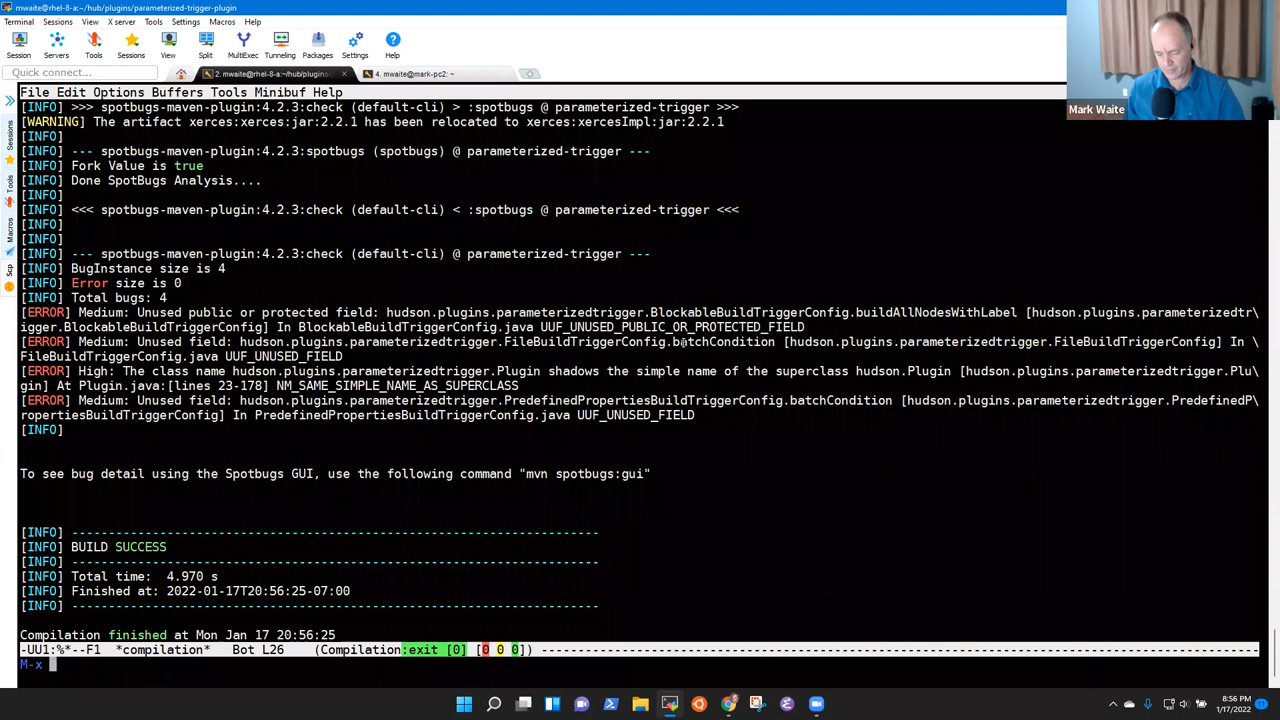 mwaite@rhel-8-a:~/hub/plugins/parameterized-trigger-plugin
Terminal Sessions View X server Tools Settings Macros Help
Session Servers Tools Sessions View Split MultiExec Tunneling Packages Settings Help
Quick connect...
2. mwaite@rhel-8-a:~/hub/plugins/
4. mwaite@mark-pc2: ~
Mark Waite
Sessions
Tools
Macros
Scp
File Edit Options Buffers Tools Minibuf Help
[INFO] >>> spotbugs-maven-plugin:4.2.3:check (default-cli) > :spotbugs @ parameterized-trigger >>>
[WARNING] The artifact xerces:xerces:jar:2.2.1 has been relocated to xerces:xercesImpl:jar:2.2.1
[INFO]
[INFO] --- spotbugs-maven-plugin:4.2.3:spotbugs (spotbugs) @ parameterized-trigger ---
[INFO] Fork Value is true
[INFO] Done SpotBugs Analysis....
[INFO]
[INFO] <<< spotbugs-maven-plugin:4.2.3:check (default-cli) < :spotbugs @ parameterized-trigger <<<
[INFO]
[INFO]
[INFO] --- spotbugs-maven-plugin:4.2.3:check (default-cli) @ parameterized-trigger ---
[INFO] BugInstance size is 4
[INFO] Error size is 0
[INFO] Total bugs: 4
[ERROR] Medium: Unused public or protected field: hudson.plugins.parameterizedtrigger.BlockableBuildTriggerConfig.buildAllNodesWithLabel [hudson.plugins.parameterizedtr\
igger.BlockableBuildTriggerConfig] In BlockableBuildTriggerConfig.java UUF_UNUSED_PUBLIC_OR_PROTECTED_FIELD
[ERROR] Medium: Unused field: hudson.plugins.parameterizedtrigger.FileBuildTriggerConfig.batchCondition [hudson.plugins.parameterizedtrigger.FileBuildTriggerConfig] In \
FileBuildTriggerConfig.java UUF_UNUSED_FIELD
[ERROR] High: The class name hudson.plugins.parameterizedtrigger.Plugin shadows the simple name of the superclass hudson.Plugin [hudson.plugins.parameterizedtrigger.Plu\
gin] At Plugin.java:[lines 23-178] NM_SAME_SIMPLE_NAME_AS_SUPERCLASS
[ERROR] Medium: Unused field: hudson.plugins.parameterizedtrigger.PredefinedPropertiesBuildTriggerConfig.batchCondition [hudson.plugins.parameterizedtrigger.PredefinedP\
ropertiesBuildTriggerConfig] In PredefinedPropertiesBuildTriggerConfig.java UUF_UNUSED_FIELD
[INFO]
To see bug detail using the Spotbugs GUI, use the following command "mvn spotbugs:gui"
[INFO] ------------------------------------------------------------------------
[INFO] BUILD SUCCESS
[INFO] ------------------------------------------------------------------------
[INFO] Total time:  4.970 s
[INFO] Finished at: 2022-01-17T20:56:25-07:00
[INFO] ------------------------------------------------------------------------
Compilation finished at Mon Jan 17 20:56:25
-UU1:%*--F1  *compilation*   Bot L26   (Compilation:exit [0] [0 0 0])
M-x
8:56 PM
1/17/2022